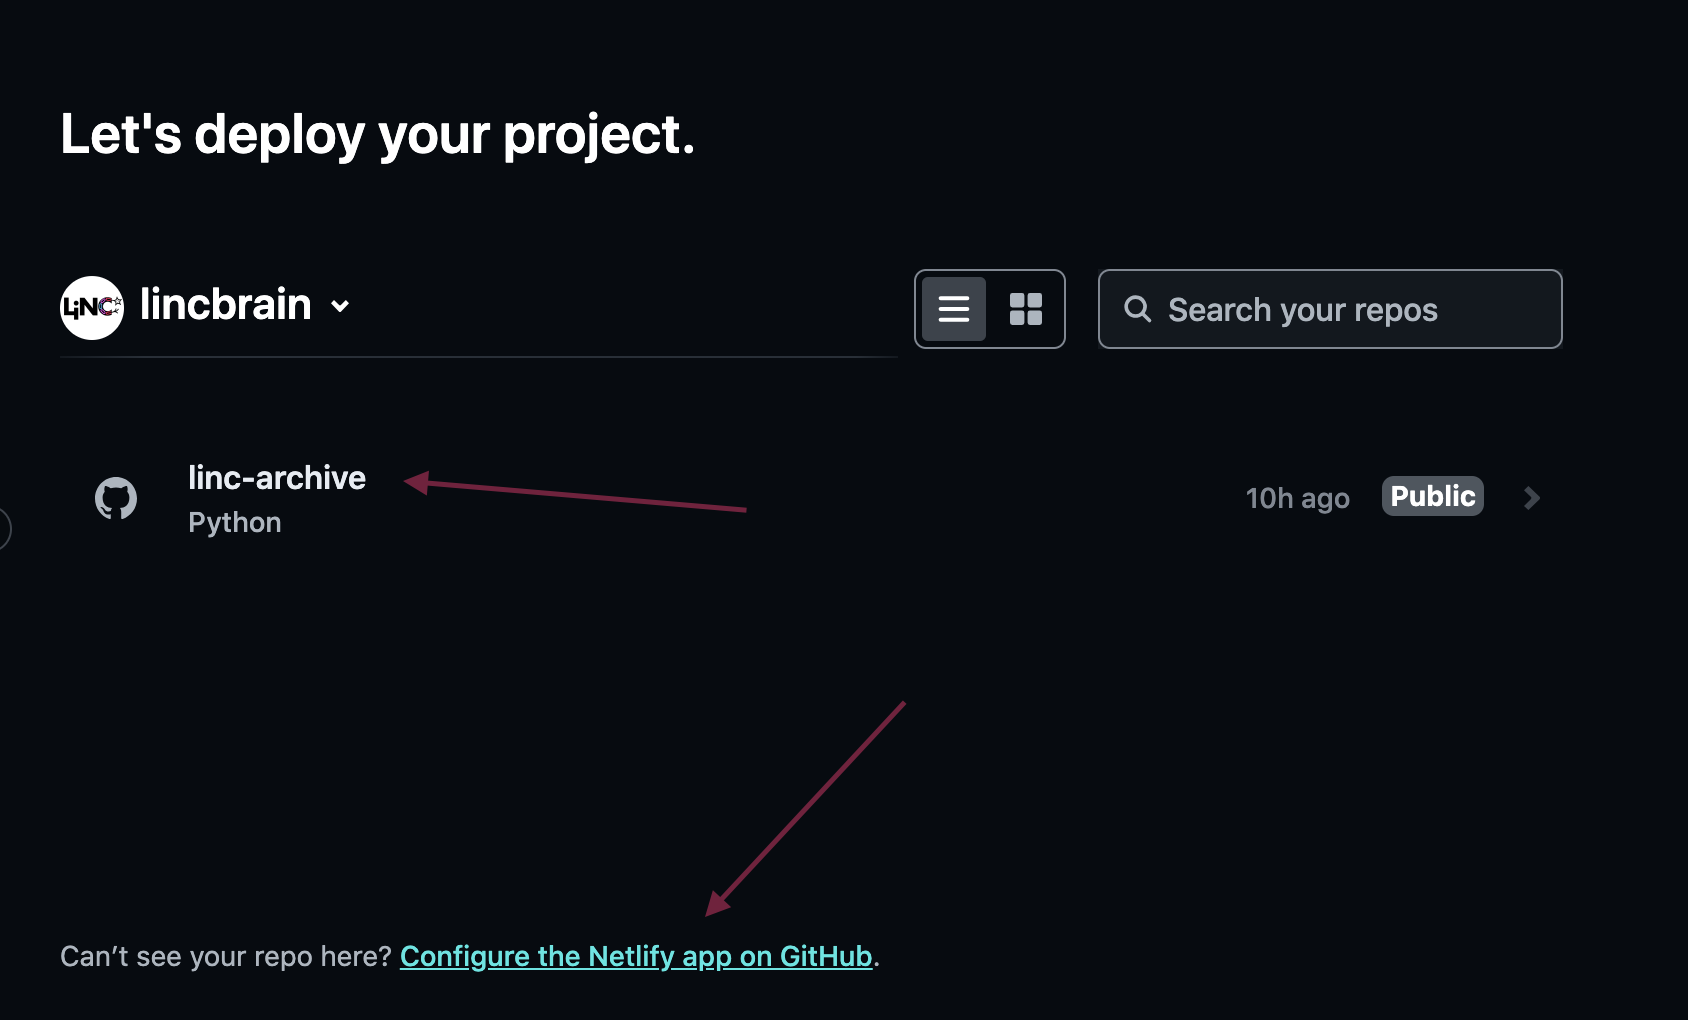 Let's deploy your project.
LINC
lincbrain
Search your repos
linc-archive
Python
10h ago
Public
Can’t see your repo here? Configure the Netlify app on GitHub.